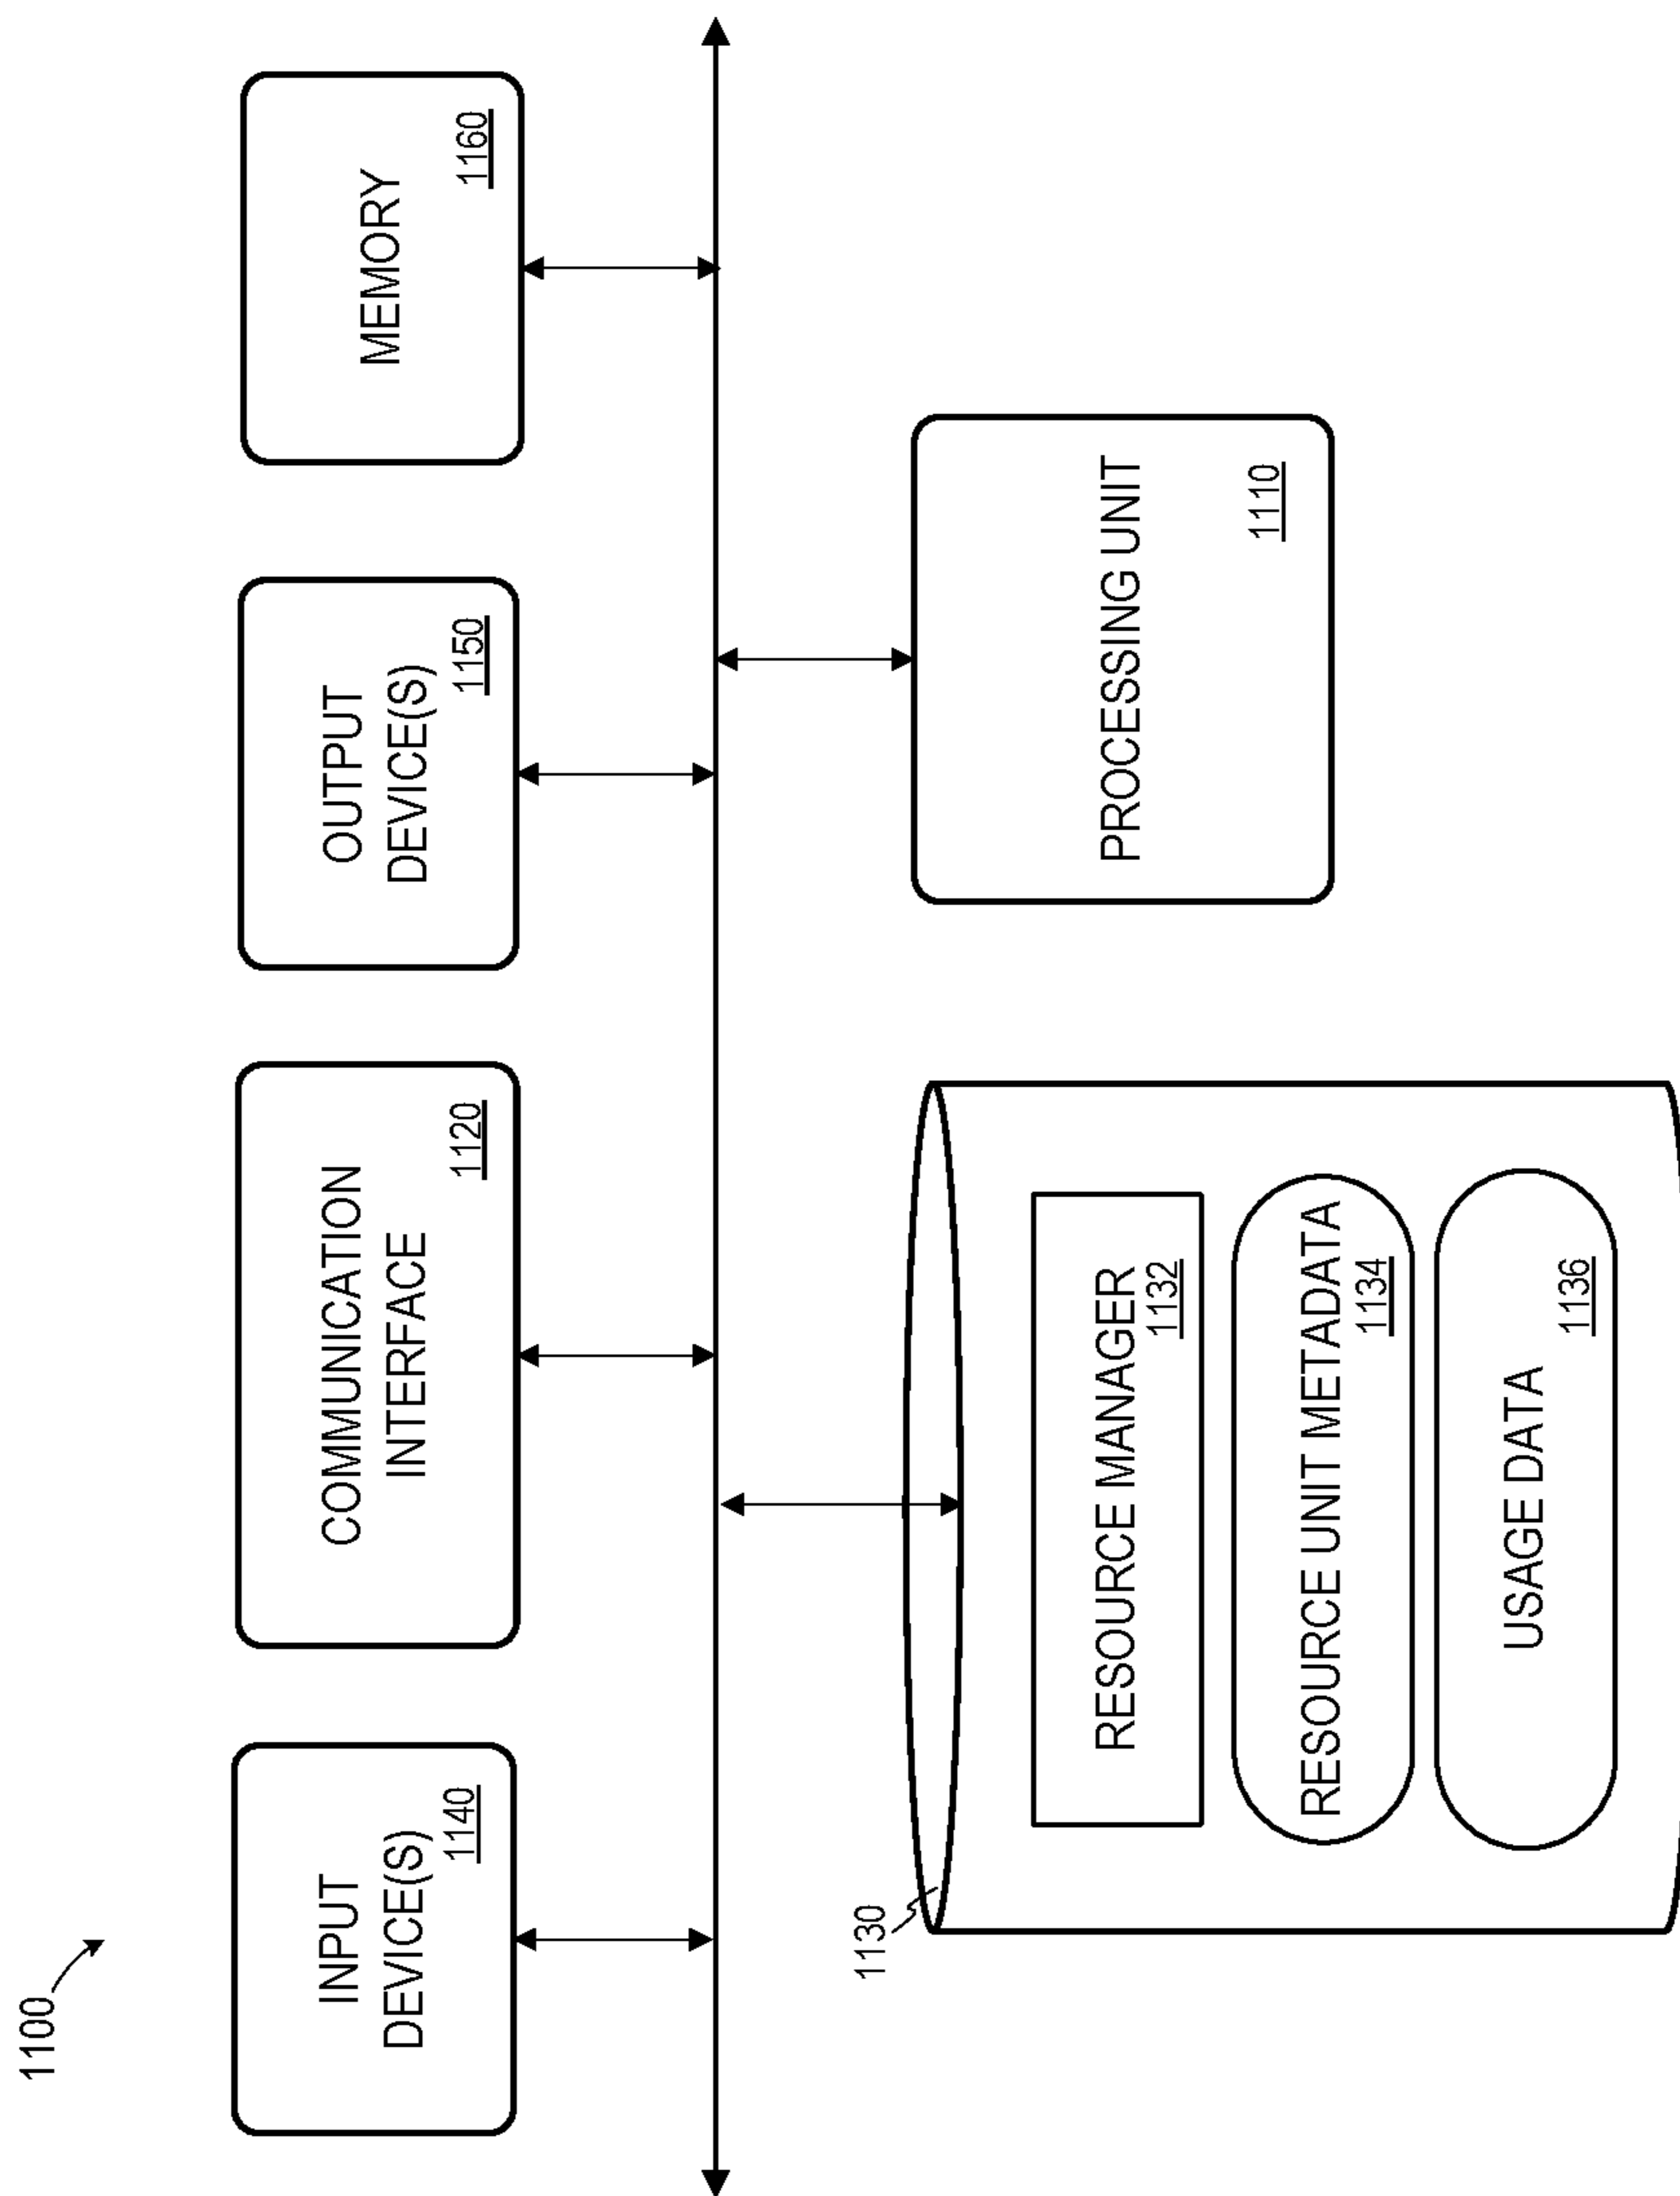 1100
INPUT
DEVICE(S)
1140
COMMUNICATION
INTERFACE
1120
OUTPUT
DEVICE(S)
1150
MEMORY
1160
1130
RESOURCE MANAGER
1132
RESOURCE UNIT METADATA
1134
USAGE DATA
1136
PROCESSING UNIT
1110